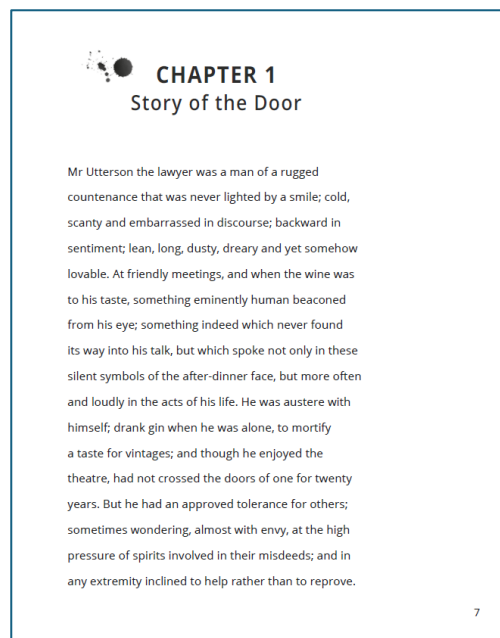 CHAPTER 1
Story of the Door
Mr Utterson the lawyer was a man of a rugged
countenance that was never lighted by a smile; cold,
scanty and embarrassed in discourse; backward in
sentiment; lean, long, dusty, dreary and yet somehow
lovable. At friendly meetings, and when the wine was
to his taste, something eminently human beaconed
from his eye; something indeed which never found
its way into his talk, but which spoke not only in these
silent symbols of the after-dinner face, but more often
and loudly in the acts of his life. He was austere with
himself; drank gin when he was alone, to mortify
a taste for vintages; and though he enjoyed the
theatre, had not crossed the doors of one for twenty
years. But he had an approved tolerance for others;
sometimes wondering, almost with envy, at the high
pressure of spirits involved in their misdeeds; and in
any extremity inclined to help rather than to reprove.
7